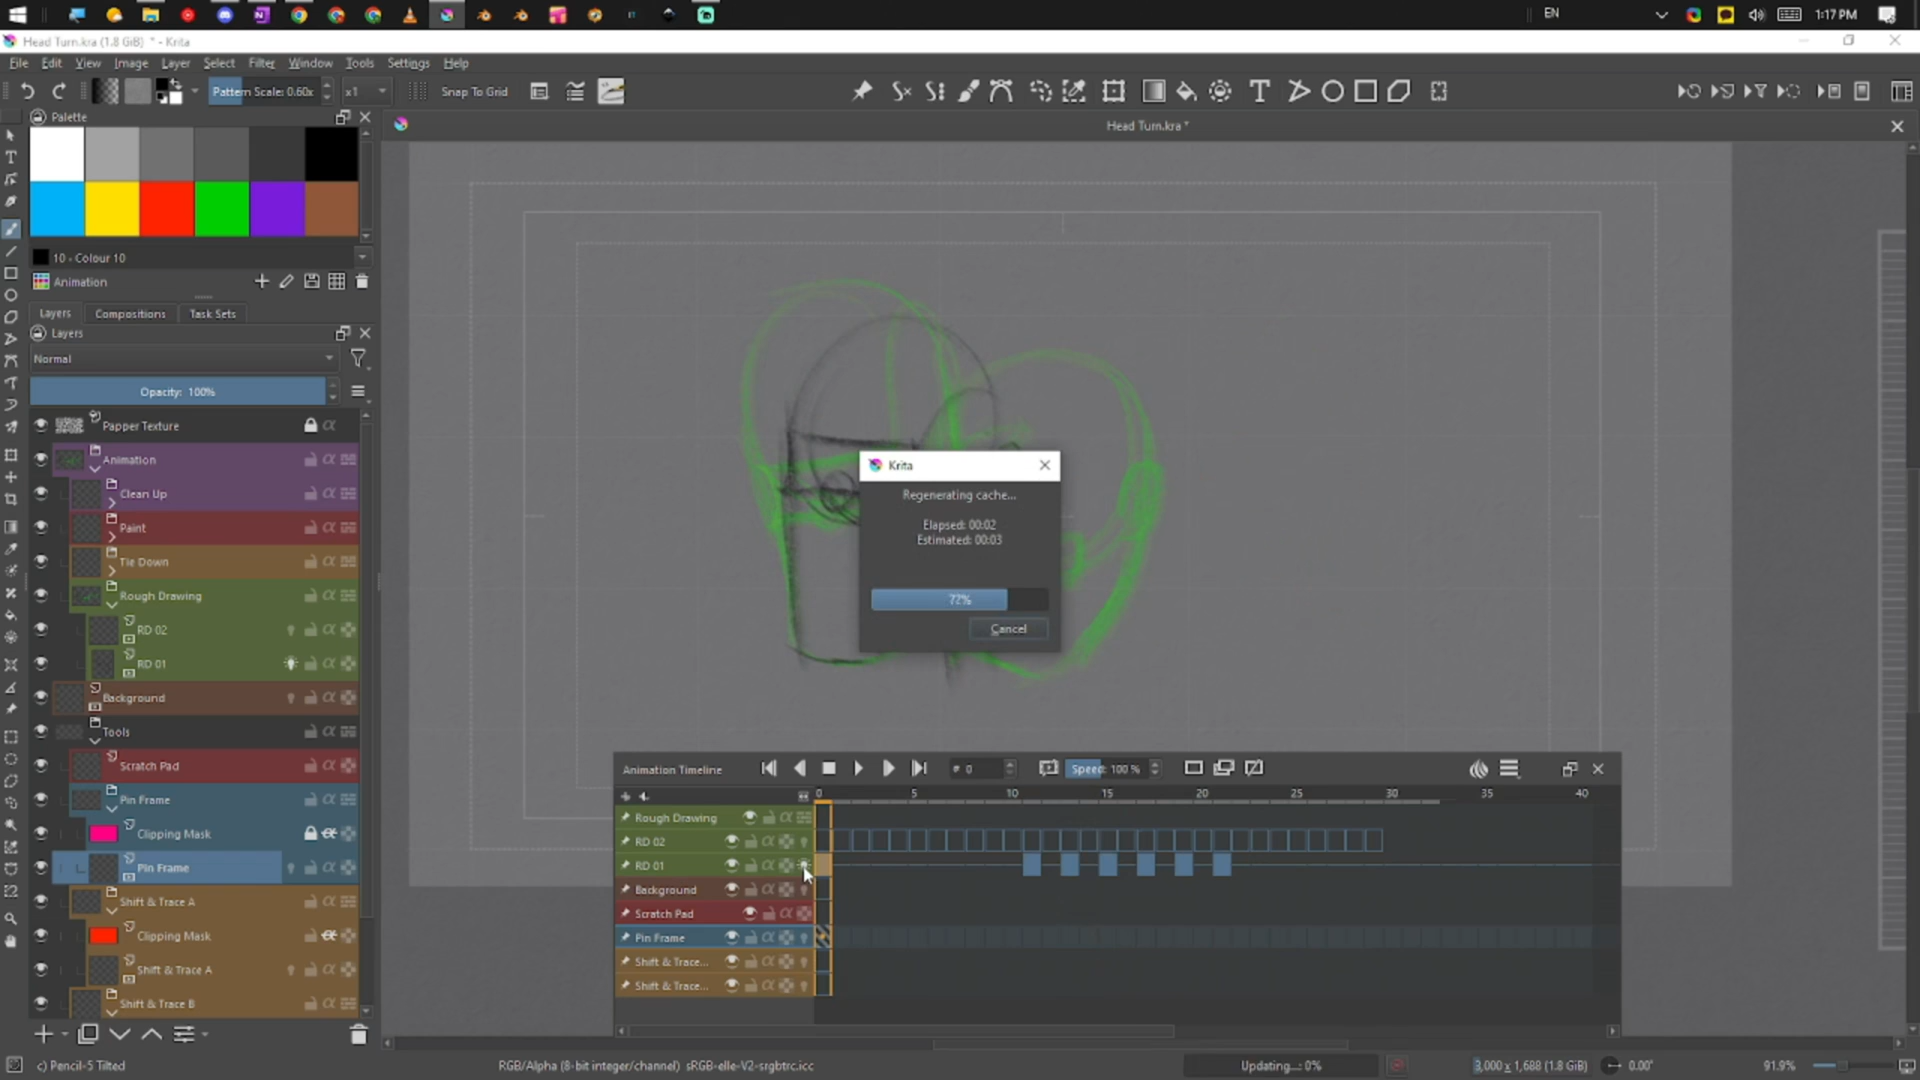 EN
1:17 PM
Head Turn.kra (1.8 GiB) * - Krita
File Edit View Image Layer Select Filter Window Tools Settings Help
Pattern Scale: 0.60x
x1
Snap To Grid
Palette
Head Turn.kra *
10 - Colour 10
Animation
Layers Compositions Task Sets
Layers
Normal
Opacity: 100%
Papper Texture
Animation
Clean Up
Paint
Tie Down
Rough Drawing
RD 02
RD 01
Background
Tools
Scratch Pad
Pin Frame
Clipping Mask
Pin Frame
Shift & Trace A
Clipping Mask
Shift & Trace A
Shift & Trace B
Krita
Regenerating cache...
Elapsed: 00:02
Estimated: 00:03
77%
Cancel
Animation Timeline
# 0
Speed: 100 %
0 5 10 15 20 25 30 35 40
Rough Drawing
RD 02
RD 01
Background
Scratch Pad
Pin Frame
Shift & Trace...
Shift & Trace...
c) Pencil-5 Tilted
RGB/Alpha (8-bit integer/channel) sRGB-elle-V2-srgbtrc.icc
Updating...: 0%
3,000 x 1,688 (1.8 GiB)
0.00°
91.9%